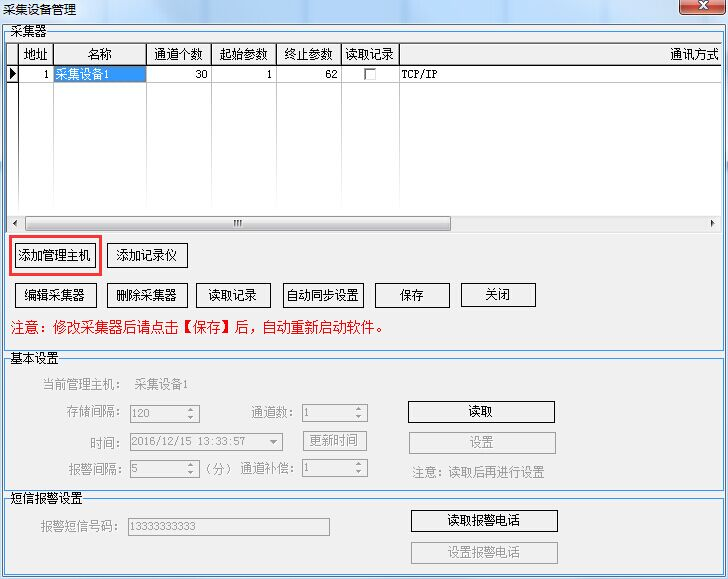 采集设备管理
采集器
地址 名称 通道个数 起始参数 终止参数 读取记录 通讯方式
1 采集设备1 30 1 62 TCP/IP
添加管理主机 添加记录仪
编辑采集器 删除采集器 读取记录 自动同步设置 保存 关闭
注意：修改采集器后请点击【保存】后，自动重新启动软件。
基本设置
当前管理主机： 采集设备1
存储间隔： 120 通道数： 1 读取
时间： 2016/12/15 13:33:57 更新时间 设置
报警间隔： 5 （分） 通道补偿： 1 注意：读取后再进行设置
短信报警设置
报警短信号码： 13333333333 读取报警电话
设置报警电话